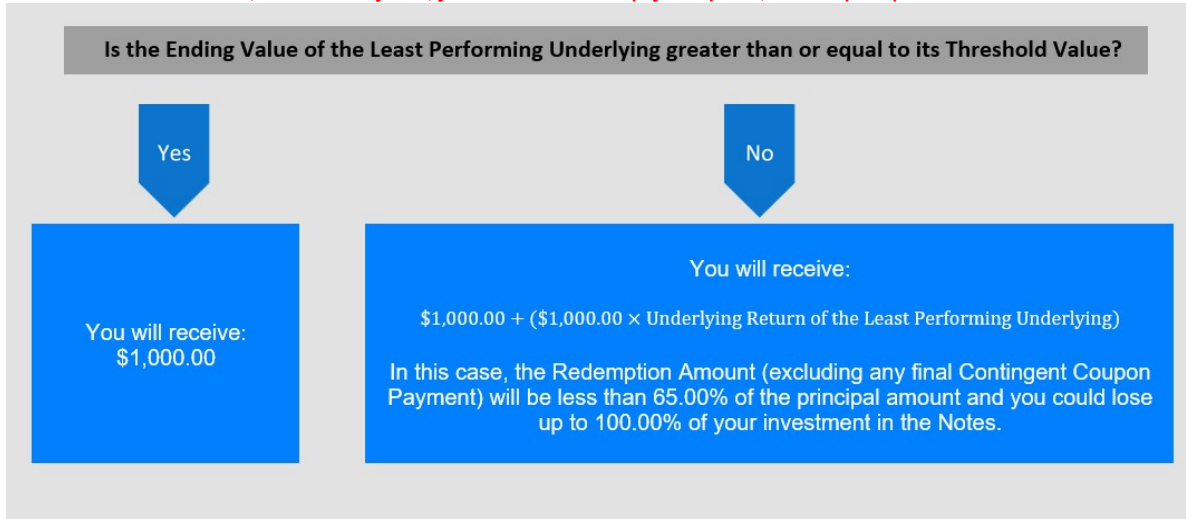 Is the Ending Value of the Least Performing Underlying greater than or equal to its Threshold Value?
Yes
No
You will receive:
$1,000.00
You will receive:
$1,000.00 + ($1,000.00 × Underlying Return of the Least Performing Underlying)
In this case, the Redemption Amount (excluding any final Contingent Coupon
Payment) will be less than 65.00% of the principal amount and you could lose
up to 100.00% of your investment in the Notes.